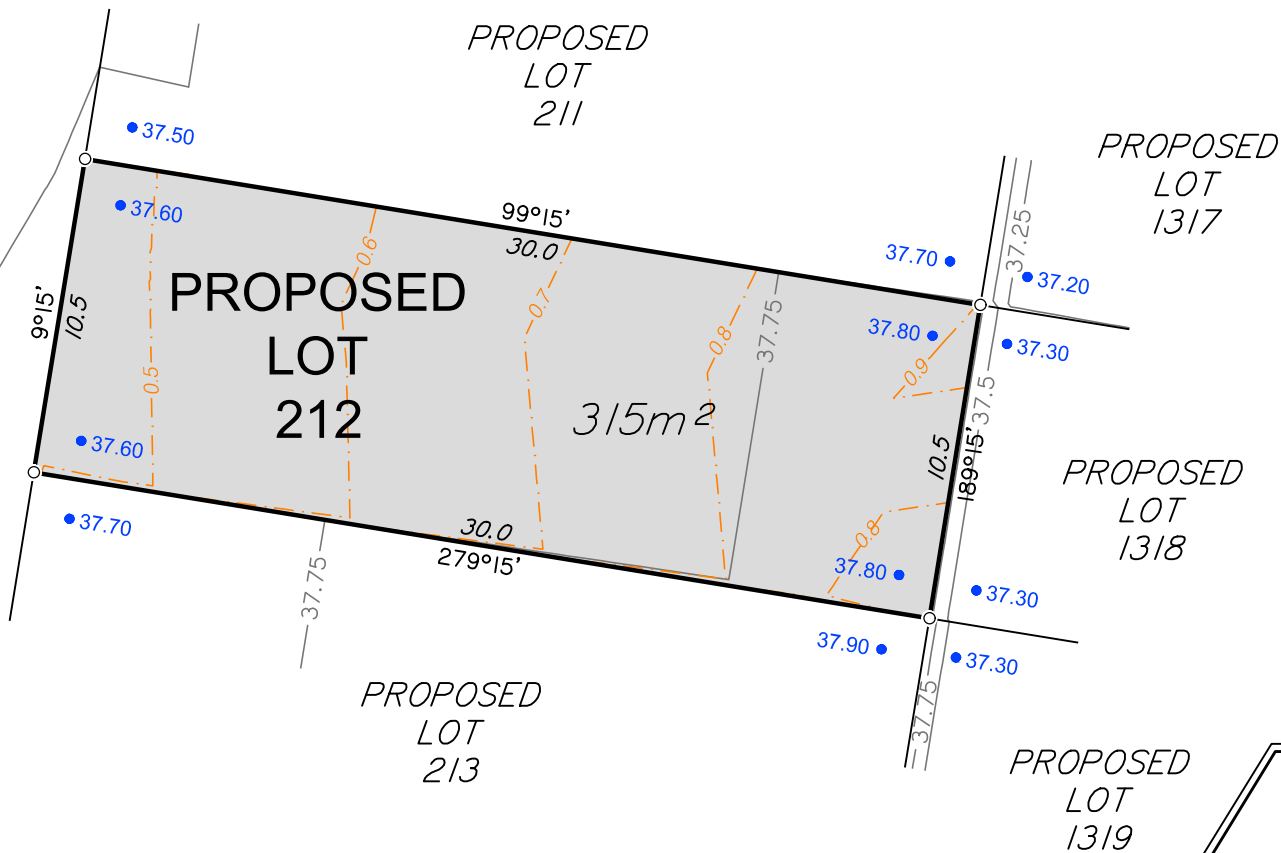 PROPOSED
LOT
211
37.50
PROPOSED
LOT
1317
37.60
99°15'
30.0
0.6
37.25
37.70
37.20
9°15'
10.5
PROPOSED
LOT
212
0.7
0.8
37.75
37.80
37.30
0.5
0.9
37.5
315m²
37.60
10.5
189°15'
PROPOSED
LOT
1318
37.70
30.0
279°15'
0.8
37.80
37.75
37.30
37.90
37.30
PROPOSED
LOT
213
37.75
PROPOSED
LOT
1319